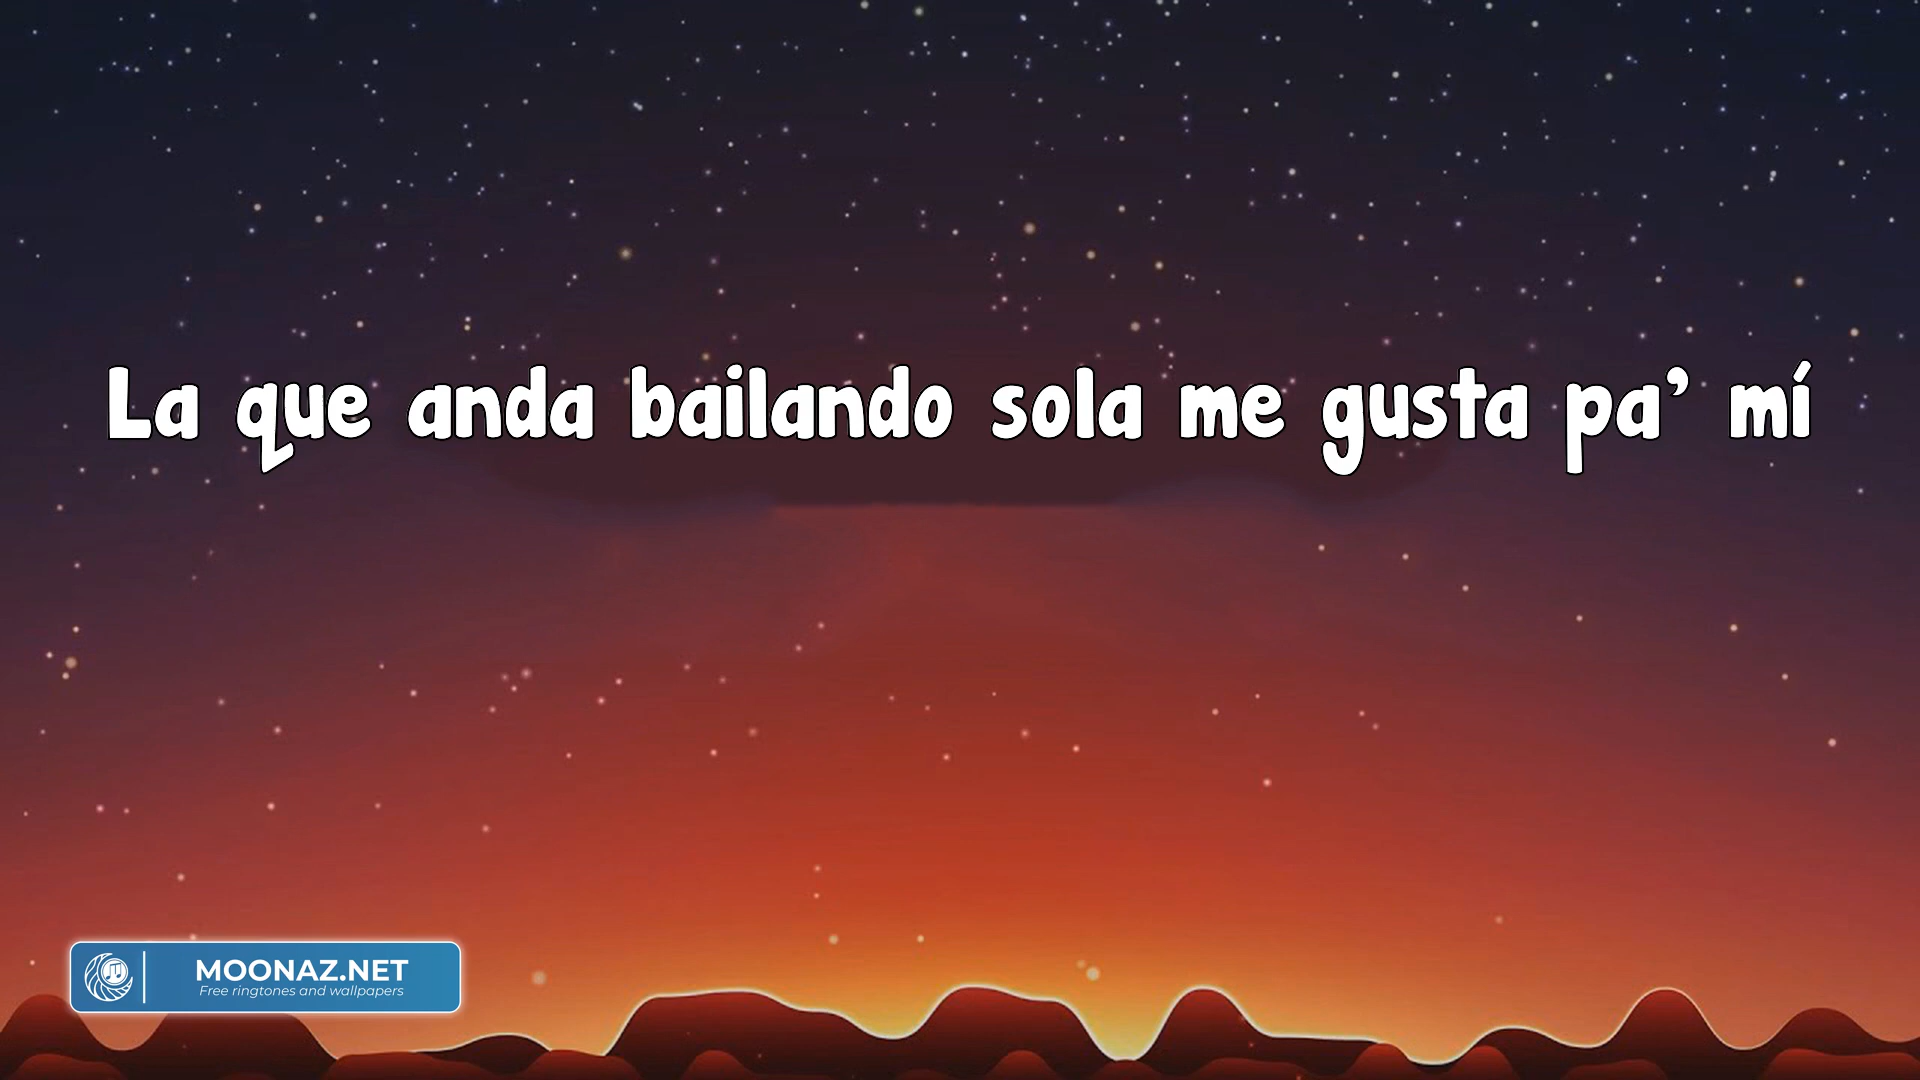 La que anda bailando sola me gusta pa’ mí
MOONAZ.NET
Free ringtones and wallpapers